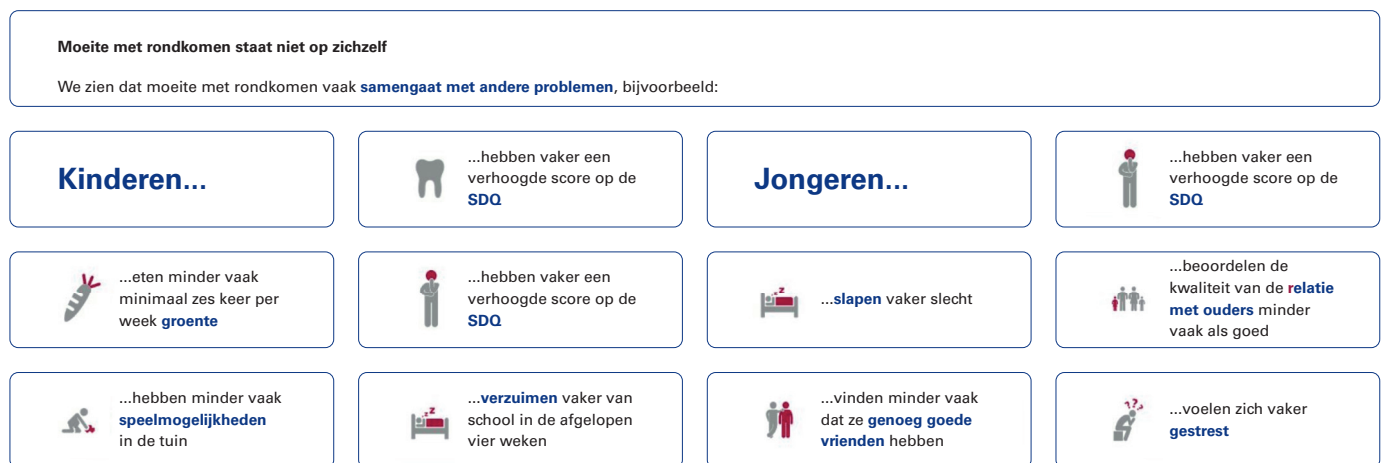 Moeite met rondkomen staat niet op zichzelf
We zien dat moeite met rondkomen vaak samengaat met andere problemen, bijvoorbeeld:
Kinderen...
...hebben vaker een
verhoogde score op de
SDQ
...eten minder vaak
minimaal zes keer per
week groente
...hebben vaker een
verhoogde score op de
SDQ
...hebben minder vaak
speelmogelijkheden
in de tuin
...verzuimen vaker van
school in de afgelopen
vier weken
Jongeren...
...hebben vaker een
verhoogde score op de
SDQ
z
...slapen vaker slecht
...beoordelen de
kwaliteit van de relatie
met ouders minder
vaak als goed
...vinden minder vaak
dat ze genoeg goede
vrienden hebben
???
...voelen zich vaker
gestrest